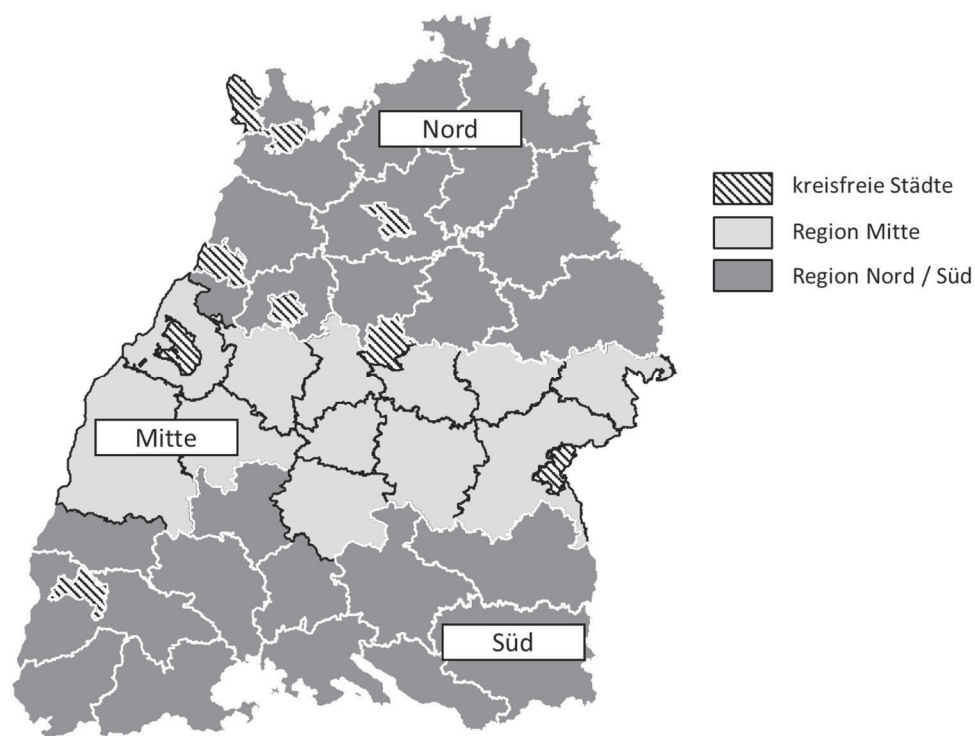 Nord
kreisfreie Städte
Region Mitte
Region Nord / Süd
Mitte
Süd